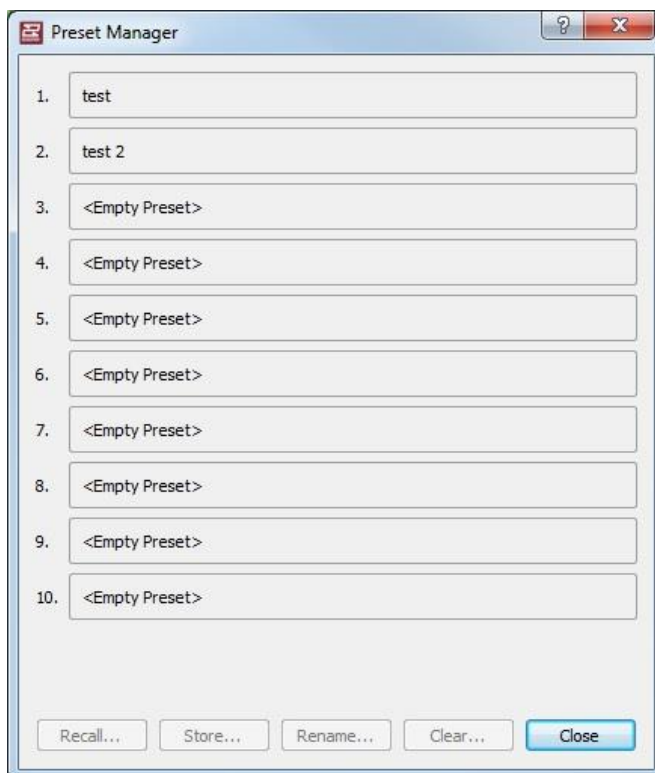 Preset Manager
1. test
2. test 2
3. <Empty Preset>
4. <Empty Preset>
5. <Empty Preset>
6. <Empty Preset>
7. <Empty Preset>
8. <Empty Preset>
9. <Empty Preset>
10. <Empty Preset>
Recall... Store... Rename... Clear... Close